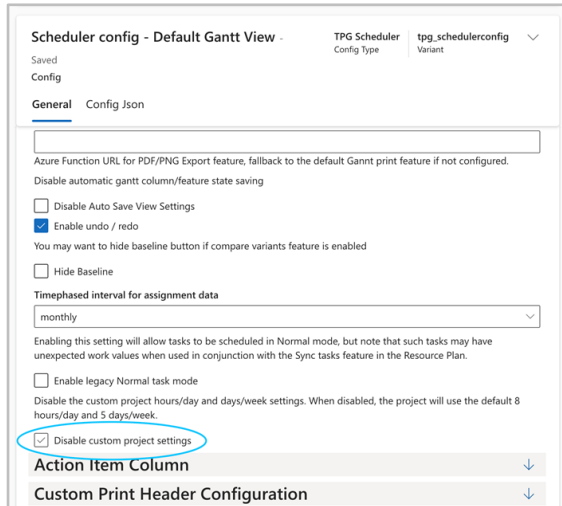 Scheduler config - Default Gantt View -
TPG Scheduler
Config Type
tpg_schedulerconfig
Variant
Saved
Config
General Config Json
Azure Function URL for PDF/PNG Export feature, fallback to the default Gannt print feature if not configured.
Disable automatic gantt column/feature state saving
Disable Auto Save View Settings
Enable undo / redo
You may want to hide baseline button if compare variants feature is enabled
Hide Baseline
Timephased interval for assignment data
monthly
Enabling this setting will allow tasks to be scheduled in Normal mode, but note that such tasks may have
unexpected work values when used in conjunction with the Sync tasks feature in the Resource Plan.
Enable legacy Normal task mode
Disable the custom project hours/day and days/week settings. When disabled, the project will use the default 8
hours/day and 5 days/week.
Disable custom project settings
Action Item Column
Custom Print Header Configuration